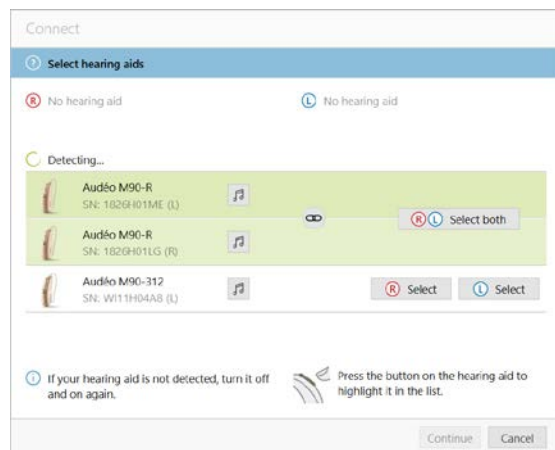 Connect
Select hearing aids
R No hearing aid
L No hearing aid
Detecting...
Audéo M90-R
SN: 1826H01ME (L)
R L Select both
Audéo M90-R
SN: 1826H01LG (R)
Audéo M90-312
SN: WI11H04A8 (L)
R Select
L Select
If your hearing aid is not detected, turn it off
and on again.
Press the button on the hearing aid to
highlight it in the list.
Continue
Cancel